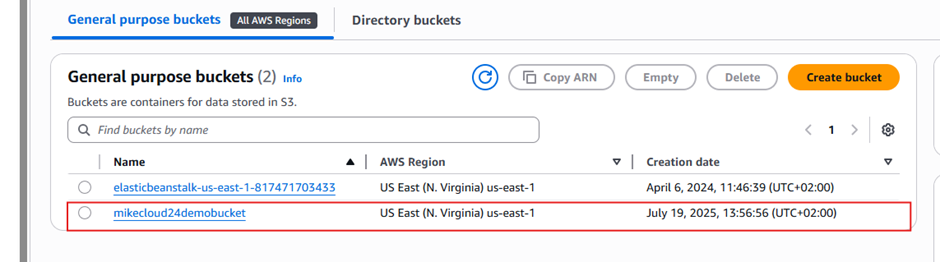 General purpose buckets All AWS Regions Directory buckets
General purpose buckets (2) Info Copy ARN Empty Delete Create bucket
Buckets are containers for data stored in S3.
Find buckets by name 1
Name AWS Region Creation date
elasticbeanstalk-us-east-1-817471703433 US East (N. Virginia) us-east-1 April 6, 2024, 11:46:39 (UTC+02:00)
mikecloud24demobucket US East (N. Virginia) us-east-1 July 19, 2025, 13:56:56 (UTC+02:00)